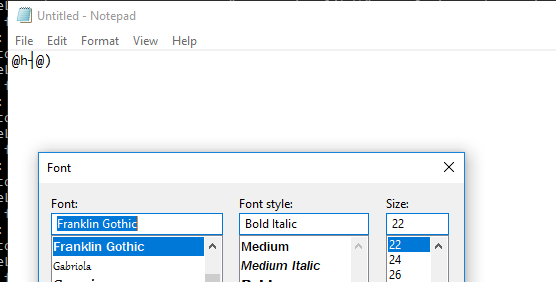 Untitled - Notepad
File Edit Format View Help
@h-|@)
Font
Font: Font style: Size:
Franklin Gothic Bold Italic 22
Franklin Gothic Medium 22
Gabriola Medium Italic 24
26